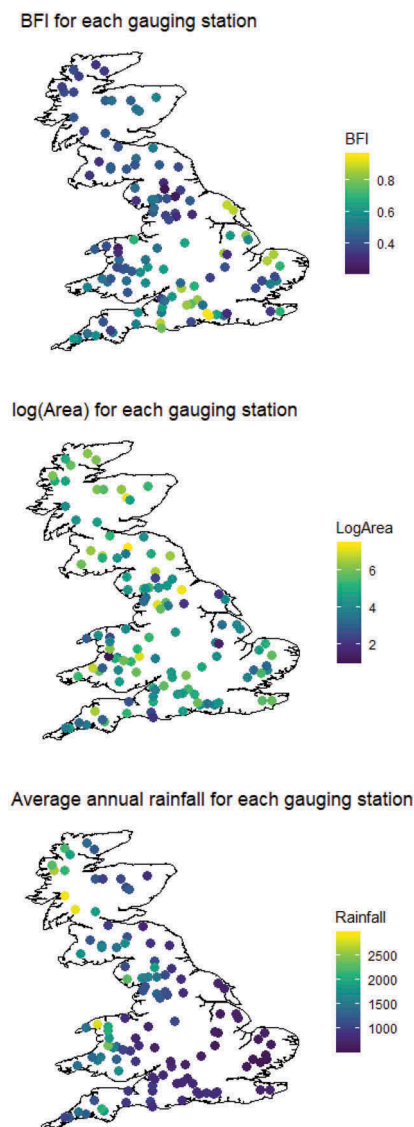 BFI for each gauging station
BFI
0.8
0.6
0.4
log(Area) for each gauging station
LogArea
6
4
2
Average annual rainfall for each gauging station
Rainfall
2500
2000
1500
1000